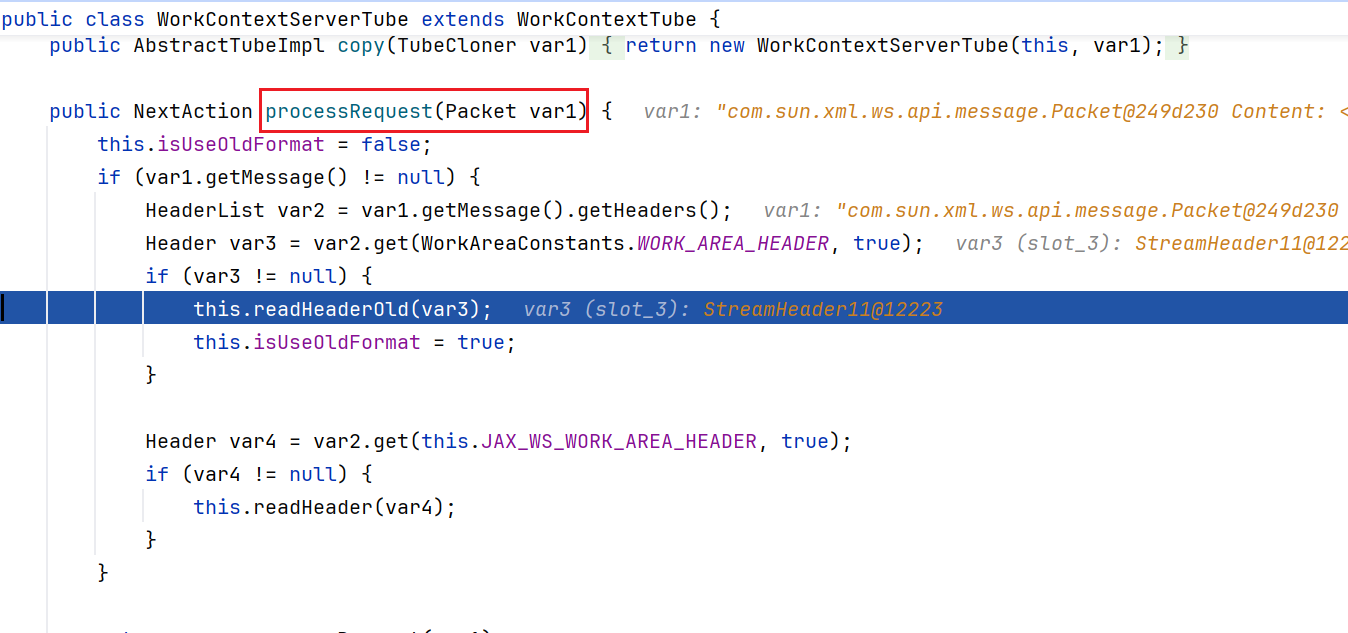 public class WorkContextServerTube extends WorkContextTube {
public AbstractTubeImpl copy(TubeCloner var1) { return new WorkContextServerTube(this, var1); }
public NextAction processRequest(Packet var1) { var1: "com.sun.xml.ws.api.message.Packet@249d230 Content: <
this.isUseOldFormat = false;
if (var1.getMessage() != null) {
HeaderList var2 = var1.getMessage().getHeaders(); var1: "com.sun.xml.ws.api.message.Packet@249d230
Header var3 = var2.get(WorkAreaConstants.WORK_AREA_HEADER, true); var3 (slot_3): StreamHeader11@122
if (var3 != null) {
this.readHeaderOld(var3); var3 (slot_3): StreamHeader11@12223
this.isUseOldFormat = true;
}
Header var4 = var2.get(this.JAX_WS_WORK_AREA_HEADER, true);
if (var4 != null) {
this.readHeader(var4);
}
}